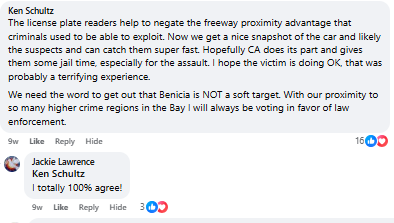 Ken Schultz
The license plate readers help to negate the freeway proximity advantage that
criminals used to be able to exploit. Now we get a nice snapshot of the car and likely
the suspects and can catch them super fast. Hopefully CA does its part and gives
them some jail time, especially for the assault. I hope the victim is doing OK, that was
probably a terrifying experience.
We need the word to get out that Benicia is NOT a soft target. With our proximity to
so many higher crime regions in the Bay I will always be voting in favor of law
enforcement.
9w Like Reply Hide 16
Jackie Lawrence
Ken Schultz
I totally 100% agree!
9w Like Reply Hide 3